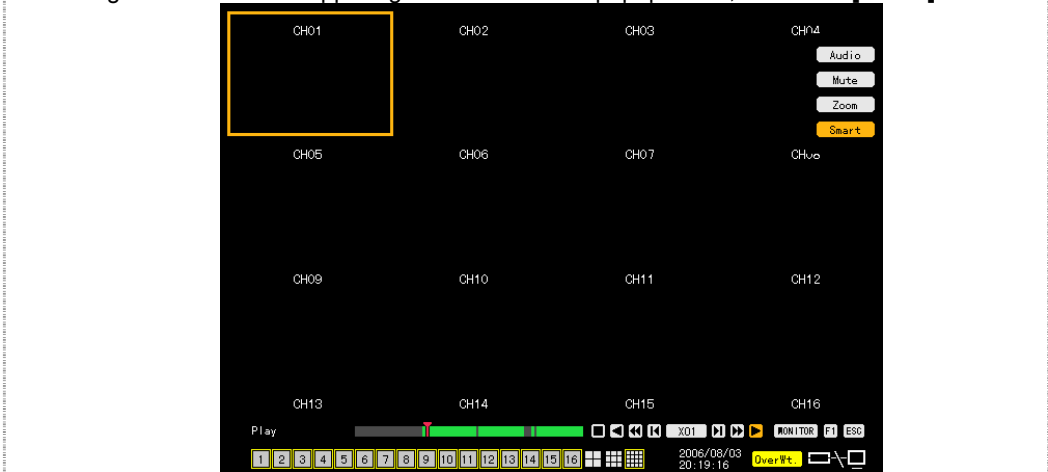 CH01 CH02 CH03 CH04
Audio
Mute
Zoom
Smart
CH05 CH06 CH07
CH09 CH10 CH11 CH12
CH13 CH14 CH15 CH16
Play X01 MONITOR F1 ESC
1 2 3 4 5 6 7 8 9 10 11 12 13 14 15 16 2006/08/03
20:19:16 OverWt.